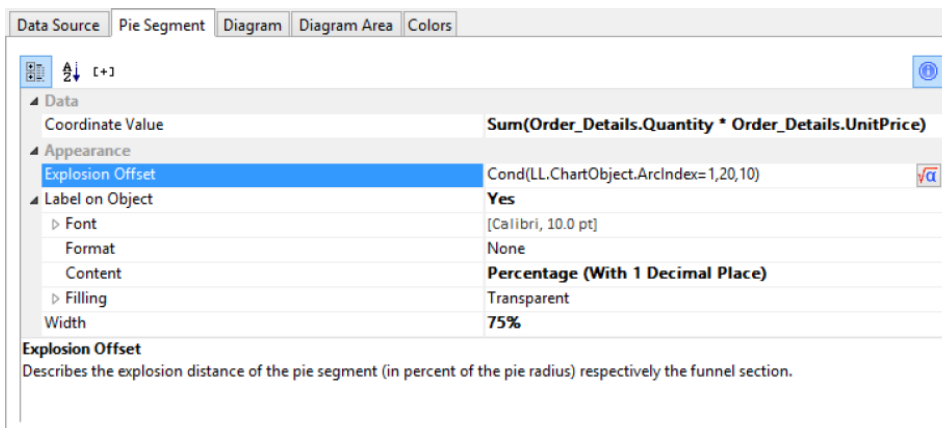 Data Source Pie Segment Diagram Diagram Area Colors
A Z [+]
Data
Coordinate Value Sum(Order_Details.Quantity * Order_Details.UnitPrice)
Appearance
Explosion Offset Cond(LL.ChartObject.ArcIndex=1,20,10) √α
Label on Object Yes
Font [Calibri, 10.0 pt]
Format None
Content Percentage (With 1 Decimal Place)
Filling Transparent
Width 75%
Explosion Offset
Describes the explosion distance of the pie segment (in percent of the pie radius) respectively the funnel section.